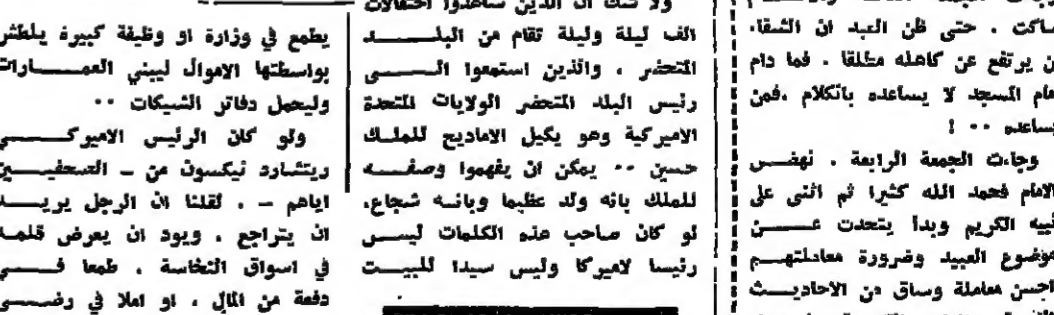 ساكت . حتى ظن العبد ان الشقاء
لن يرتفع عن كاهله مطلقا . فما دام
امام المسجد لا يساعده بالكلام ،فمن
يساعده ٠٠ !
وجاءت الجمعة الرابعة . نهض
الامام فحمد الله كثيرا ثم اثنى على
نبيه الكريم وبدأ يتحدث عن
موضوع العبيد وضرورة معاملتهم
احسن معاملة وساق من الاحاديث
ولا شك ان الذين شاهدوا احتفالات
الف ليلة وليلة تقام من البلد
المتحضر ، والذين استمعوا الى
رئيس البلد المتحضر الولايات المتحدة
الاميركية وهو يكيل الاماديح للملك
حسين ٠٠ يمكن ان يفهموا وصفه
للملك بانه ولد عظيما وبانه شجاع،
لو كان صاحب هذه الكلمات ليس
رئيسا لاميركا وليس سيدا للبيت
يطمع في وزارة او وظيفة كبيرة يلطش
بواسطتها الاموال ليبني العمارات
وليحمل دفاتر الشيكات ٠٠
ولو كان الرئيس الاميركي
ريتشارد نيكسون من – الصحفيين
اياهم – . لقلنا ان الرجل يريد
ان يتراجع . ويود ان يعرض قلمه
في اسواق النخاسة . طمعا في
دفعة من المال ، او املا في رضى